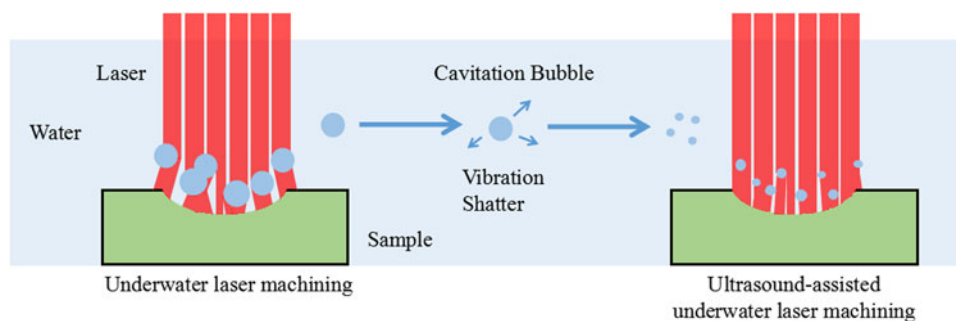 Laser
Cavitation Bubble
Water
Vibration
Shatter
Sample
Underwater laser machining
Ultrasound-assisted
underwater laser machining